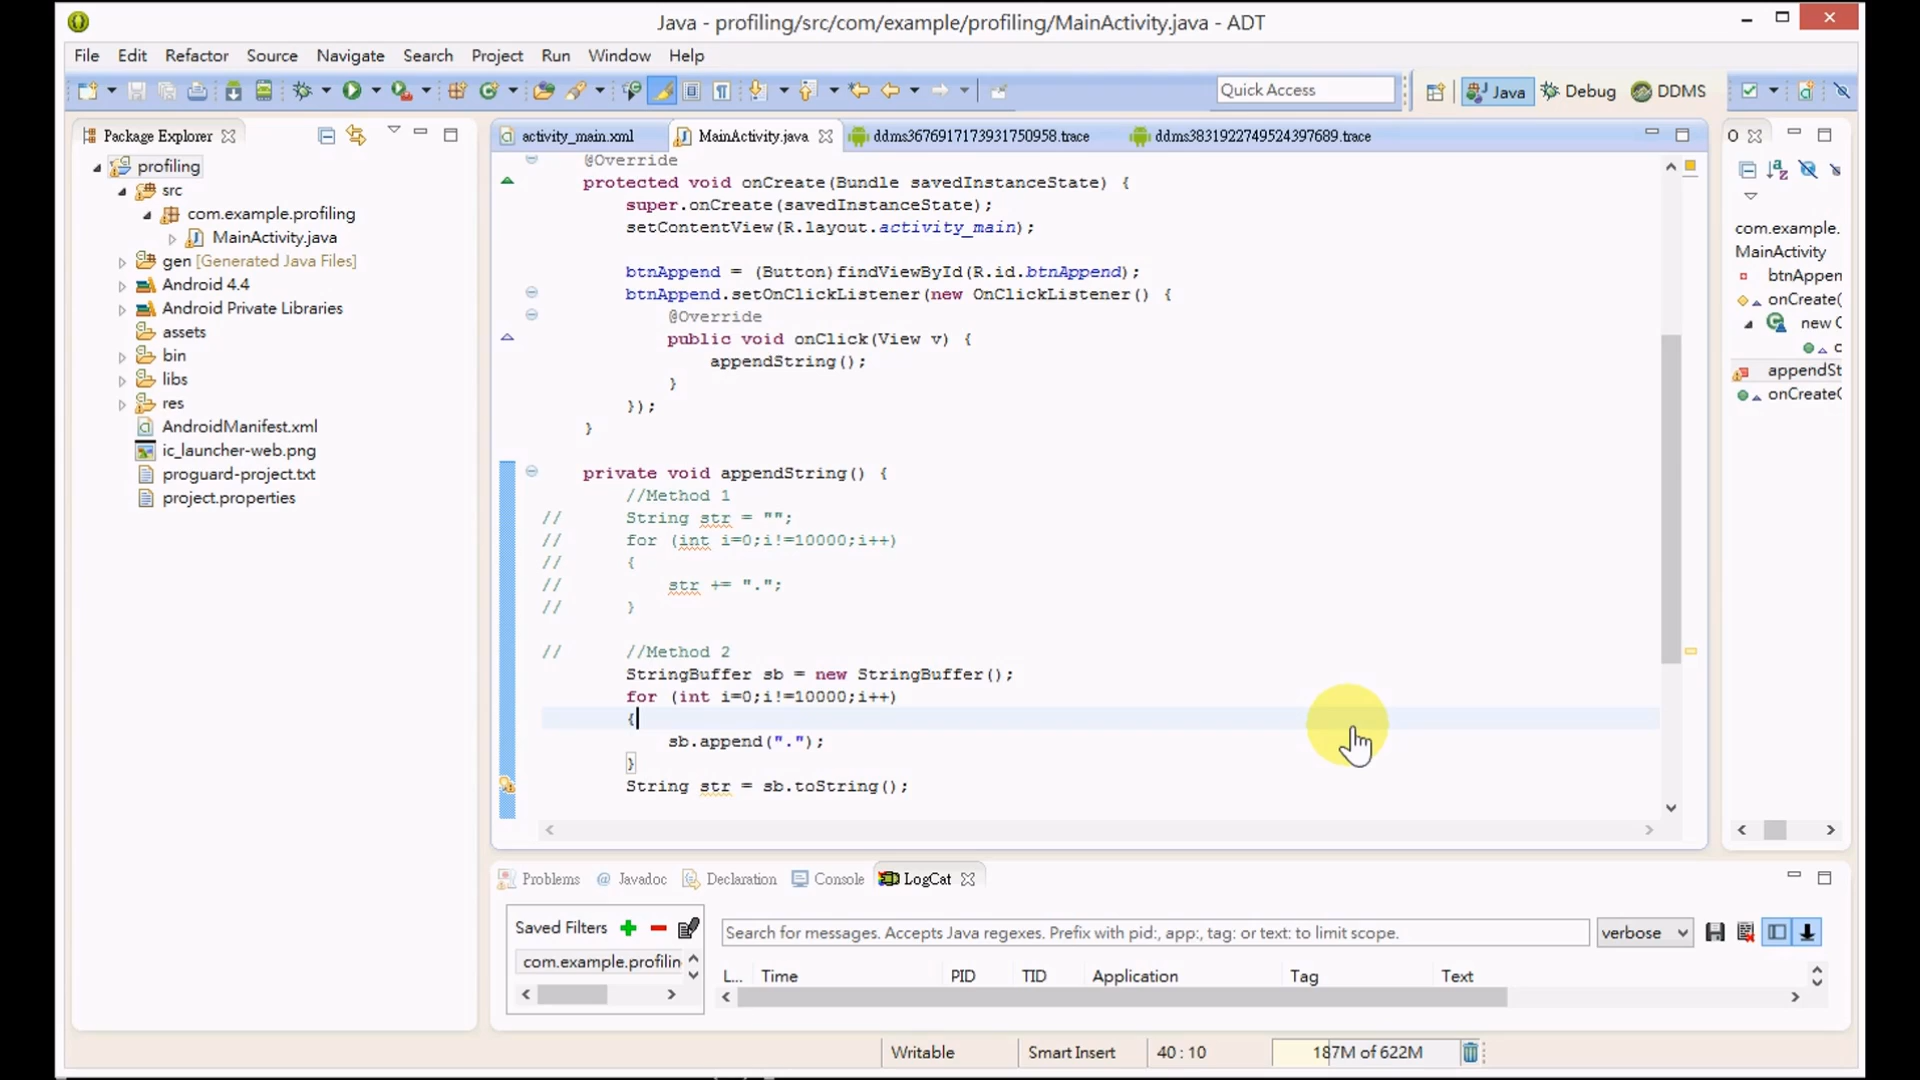 Java - profiling/src/com/example/profiling/MainActivity.java - ADT
File Edit Refactor Source Navigate Search Project Run Window Help
Quick Access
Java Debug DDMS
Package Explorer
profiling
src
com.example.profiling
MainActivity.java
gen [Generated Java Files]
Android 4.4
Android Private Libraries
assets
bin
libs
res
AndroidManifest.xml
ic_launcher-web.png
proguard-project.txt
project.properties
activity_main.xml MainActivity.java ddms3676917173931750958.trace ddms3831922749524397689.trace
@Override
protected void onCreate(Bundle savedInstanceState) {
super.onCreate(savedInstanceState);
setContentView(R.layout.activity_main);
btnAppend = (Button)findViewById(R.id.btnAppend);
btnAppend.setOnClickListener(new OnClickListener() {
@Override
public void onClick(View v) {
appendString();
}
});
}
private void appendString() {
//Method 1
// String str = "";
// for (int i=0;i!=10000;i++)
// {
// str += ".";
// }
// //Method 2
StringBuffer sb = new StringBuffer();
for (int i=0;i!=10000;i++)
{
sb.append(".");
}
String str = sb.toString();
O
com.example.
MainActivity
btnAppen
onCreate(
new O
o
appendSt
onCreateO
Problems @ Javadoc Declaration Console LogCat
Saved Filters
com.example.profilin
Search for messages. Accepts Java regexes. Prefix with pid:, app:, tag: or text: to limit scope.
verbose
L... Time PID TID Application Tag Text
Writable Smart Insert 40 : 10 187M of 622M